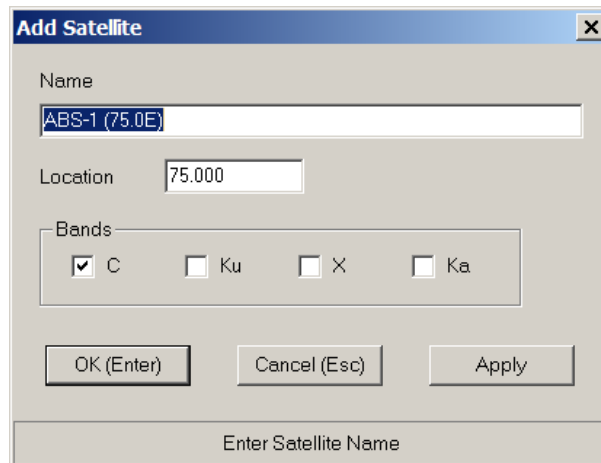 Add Satellite
Name
ABS-1 (75.0E)
Location 75.000
Bands
C Ku X Ka
OK (Enter) Cancel (Esc) Apply
Enter Satellite Name